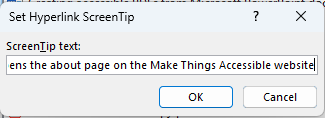 Set Hyperlink ScreenTip
ScreenTip text:
ens the about page on the Make Things Accessible website
OK
Cancel